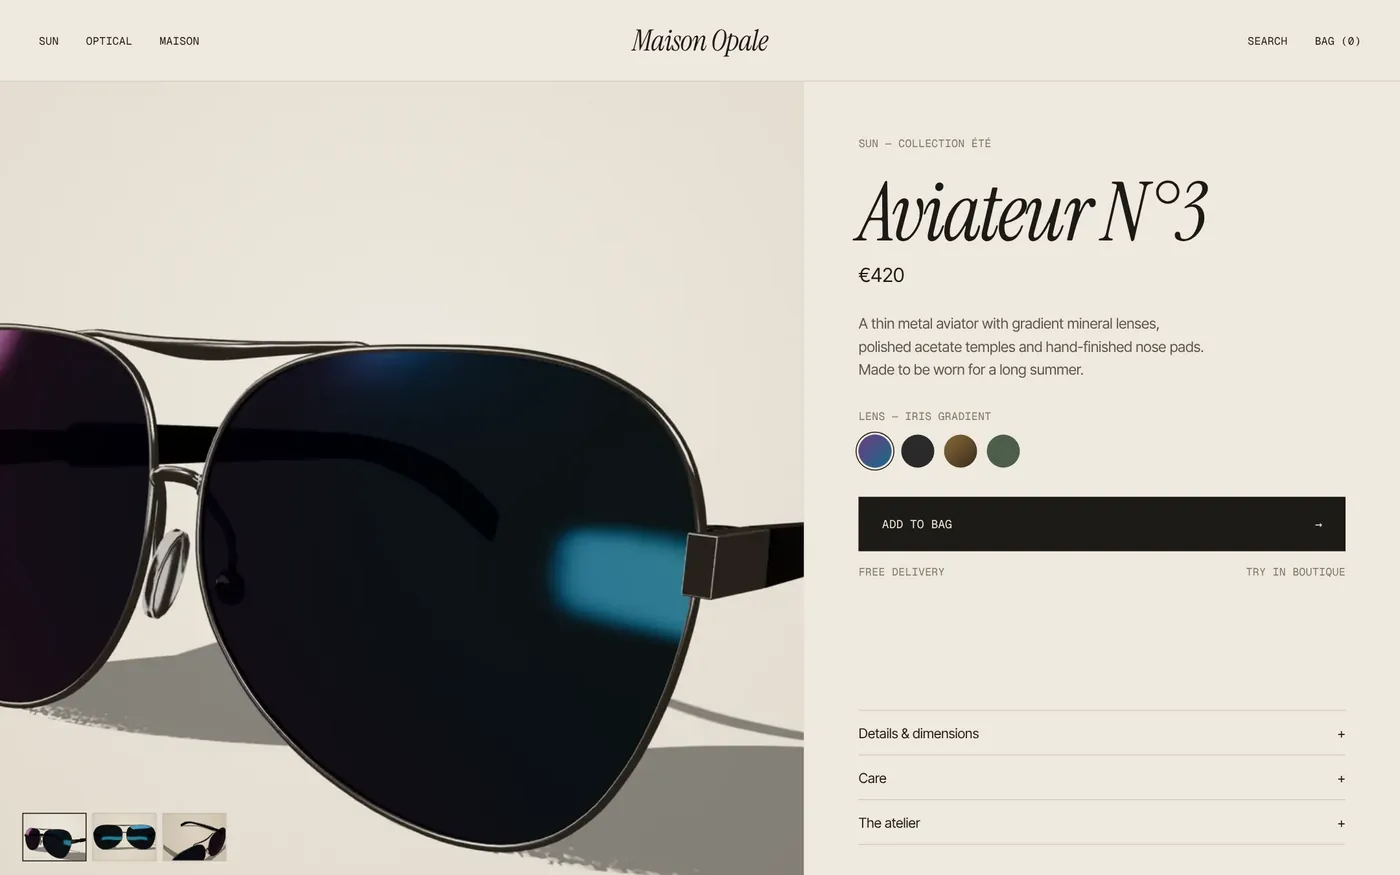 SUN
OPTICAL
MAISON
Maison Opale
SEARCH
BAG (0)
SUN — COLLECTION ÉTÉ
Aviateur N°3
€420
A thin metal aviator with gradient mineral lenses,
polished acetate temples and hand-finished nose pads.
Made to be worn for a long summer.
LENS — IRIS GRADIENT
ADD TO BAG →
FREE DELIVERY
TRY IN BOUTIQUE
Details & dimensions +
Care +
The atelier +